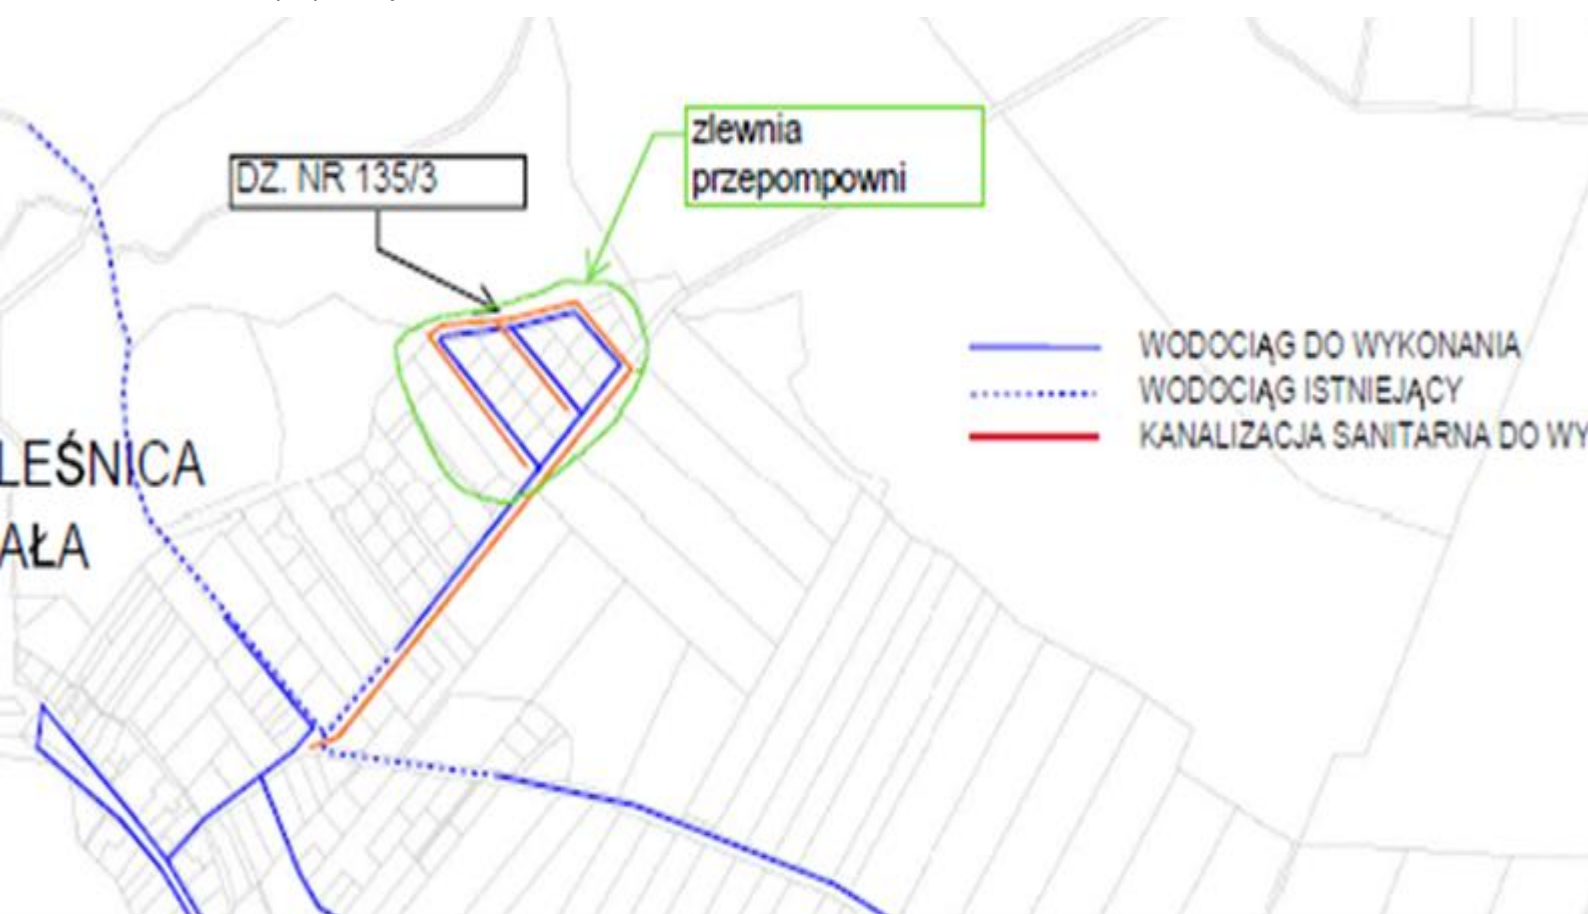 zlewnia
przepompowni
DZ. NR 135/3
WODOCIĄG DO WYKONANIA
WODOCIĄG ISTNIEJĄCY
KANALIZACJA SANITARNA DO WY
LEŚNICA
AŁA